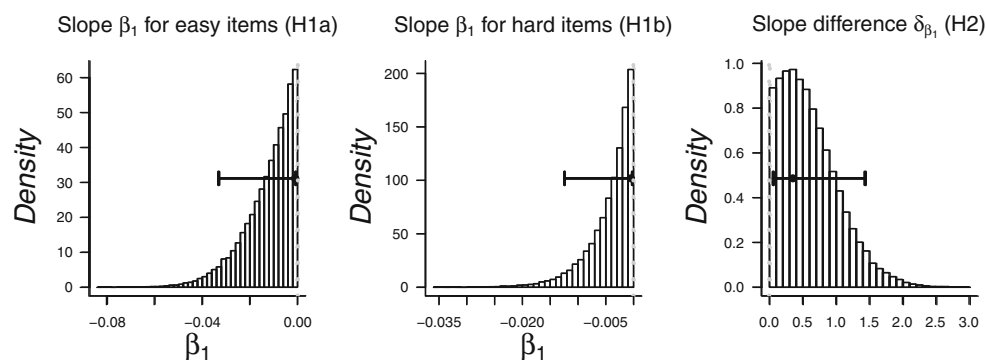 Slope β₁ for easy items (H1a)
Density
60
50
40
30
20
10
0
−0.08
−0.04
0.00
β₁
Slope β₁ for hard items (H1b)
Density
200
150
100
50
0
−0.035
−0.020
−0.005
β₁
Slope difference δβ₁ (H2)
Density
1.0
0.8
0.6
0.4
0.2
0.0
0.0 0.5 1.0 1.5 2.0 2.5 3.0